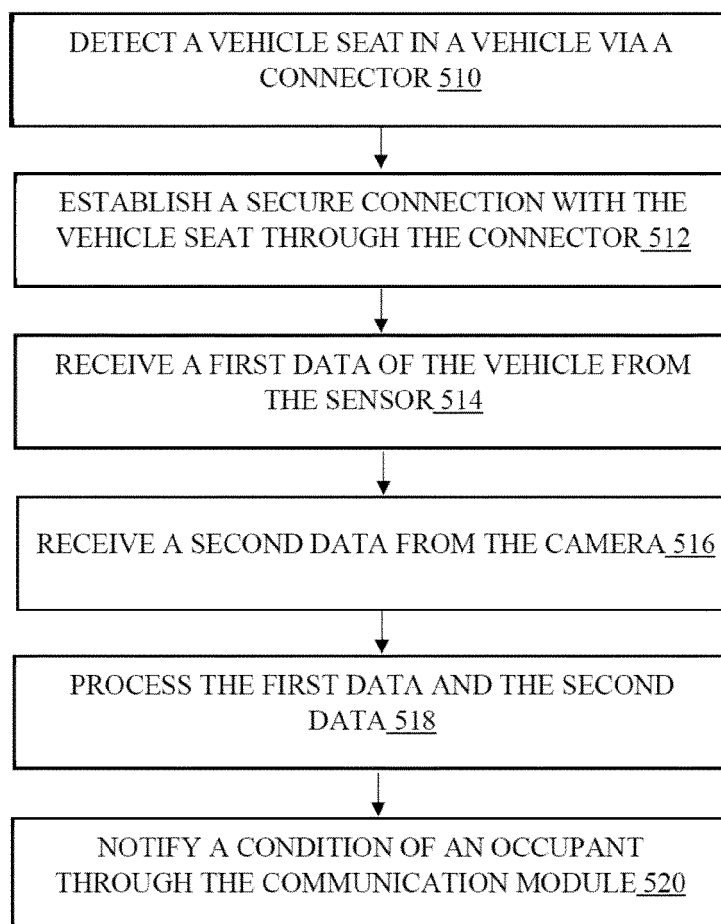 DETECT A VEHICLE SEAT IN A VEHICLE VIA A
CONNECTOR 510
ESTABLISH A SECURE CONNECTION WITH THE
VEHICLE SEAT THROUGH THE CONNECTOR 512
RECEIVE A FIRST DATA OF THE VEHICLE FROM
THE SENSOR 514
RECEIVE A SECOND DATA FROM THE CAMERA 516
PROCESS THE FIRST DATA AND THE SECOND
DATA 518
NOTIFY A CONDITION OF AN OCCUPANT
THROUGH THE COMMUNICATION MODULE 520